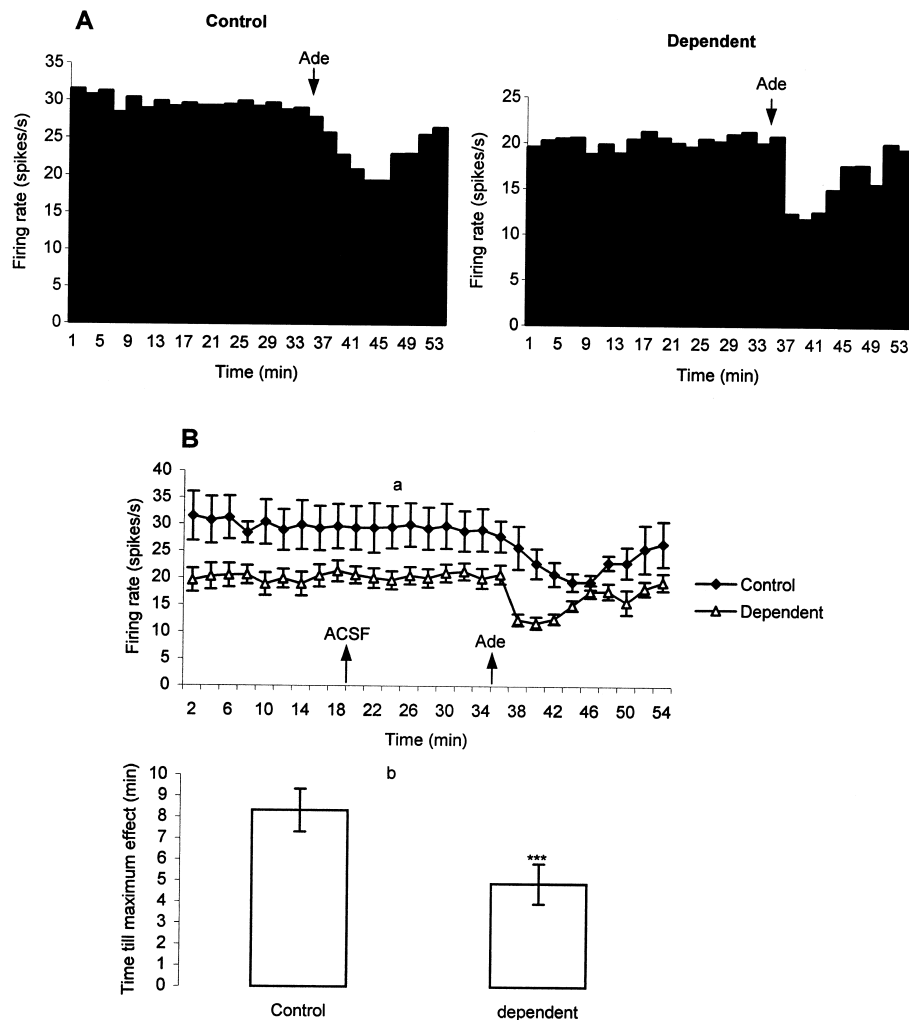 A
Control
Ade
Firing rate (spikes/s)
35
30
25
20
15
10
5
0
1 5 9 13 17 21 25 29 33 37 41 45 49 53
Time (min)
Dependent
Ade
Firing rate (spikes/s)
25
20
15
10
5
0
1 5 9 13 17 21 25 29 33 37 41 45 49 53
Time (min)
B
a
Firing rate (spikes/s)
40
35
30
25
20
15
10
5
0
ACSF
Ade
Control
Dependent
2 6 10 14 18 22 26 30 34 38 42 46 50 54
Time (min)
b
Time till maximum effect (min)
10
9
8
7
6
5
4
3
2
1
0
***
Control
dependent